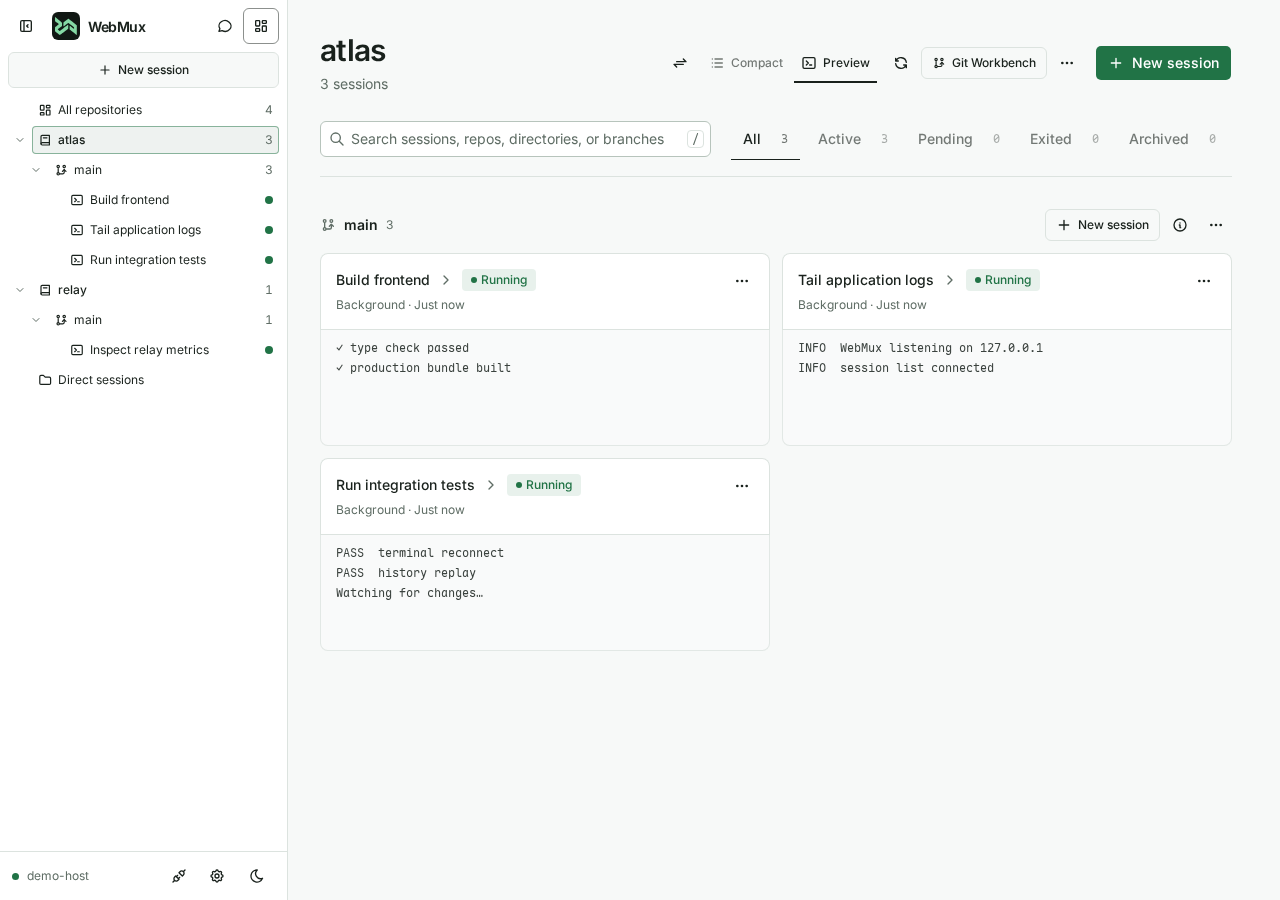 WebMux
New session
All repositories 4
atlas 3
main 3
Build frontend
Tail application logs
Run integration tests
relay 1
main 1
Inspect relay metrics
Direct sessions
demo-host
atlas
3 sessions
Compact Preview Git Workbench New session
Search sessions, repos, directories, or branches /
All 3 Active 3 Pending 0 Exited 0 Archived 0
main 3 New session
Build frontend Running
Background · Just now
✓ type check passed
✓ production bundle built
Tail application logs Running
Background · Just now
INFO WebMux listening on 127.0.0.1
INFO session list connected
Run integration tests Running
Background · Just now
PASS terminal reconnect
PASS history replay
Watching for changes…